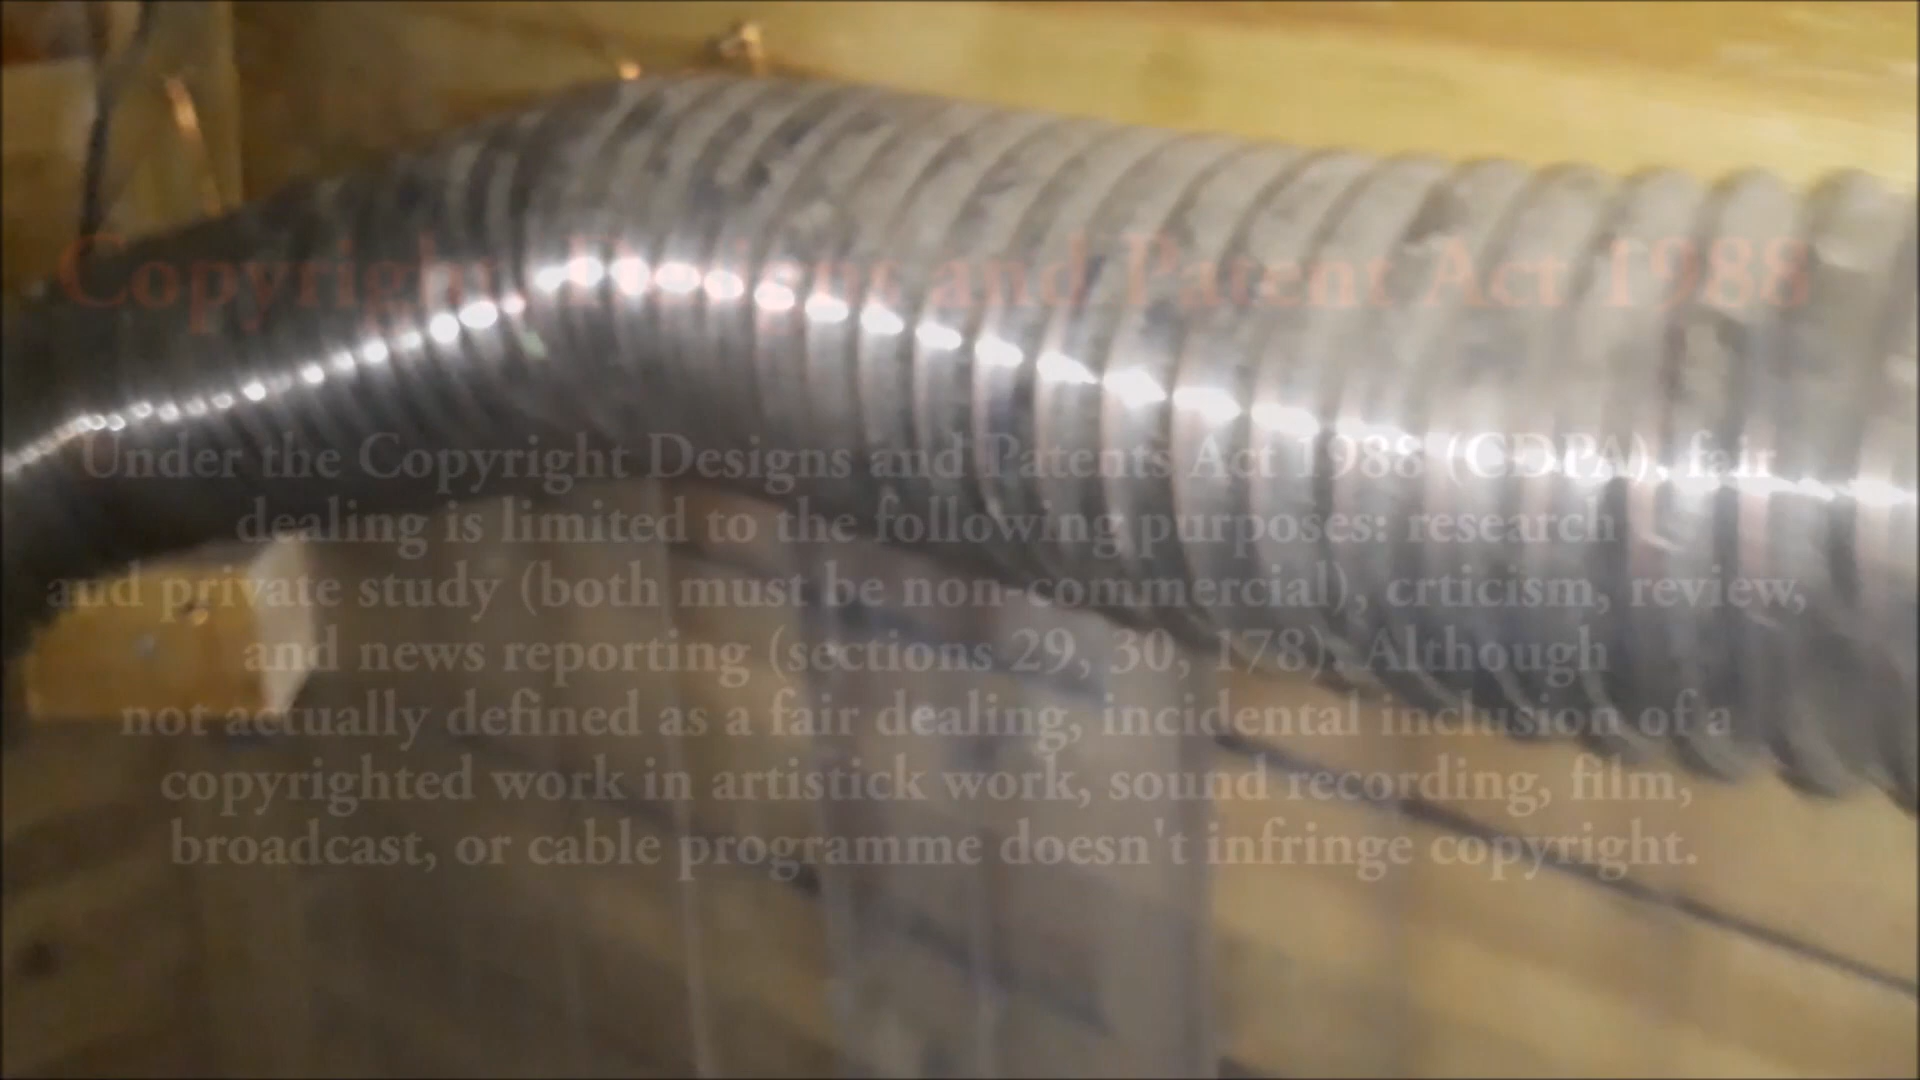 Copyright Designs and Patent Act 1988
Under the Copyright Designs and Patents Act 1988 (CDPA), fair
dealing is limited to the following purposes: research
and private study (both must be non-commercial), crticism, review,
and news reporting (sections 29, 30, 178). Although
not actually defined as a fair dealing, incidental inclusion of a
copyrighted work in artistick work, sound recording, film,
broadcast, or cable programme doesn't infringe copyright.